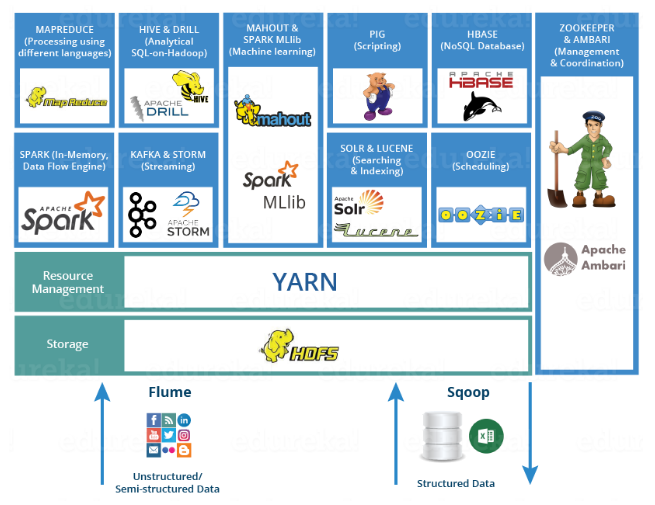 MAPREDUCE
(Processing using
different languages)
Map Reduce
HIVE & DRILL
(Analytical
SQL-on-Hadoop)
HIVE
APACHE
DRILL
MAHOUT &
SPARK MLlib
(Machine learning)
mahout
Spark
MLlib
PIG
(Scripting)
HBASE
(NoSQL Database)
APACHE
HBASE
ZOOKEEPER
& AMBARI
(Management
& Coordination)
Apache
Ambari
SPARK (In-Memory,
Data Flow Engine)
APACHE
Spark
KAFKA & STORM
(Streaming)
APACHE
STORM
SOLR & LUCENE
(Searching
& Indexing)
Apache
Solr
Lucene
OOZIE
(Scheduling)
OOZIE
Resource
Management
YARN
Storage
HDFS
Flume
Unstructured/
Semi-structured Data
Sqoop
Structured Data
edureka!